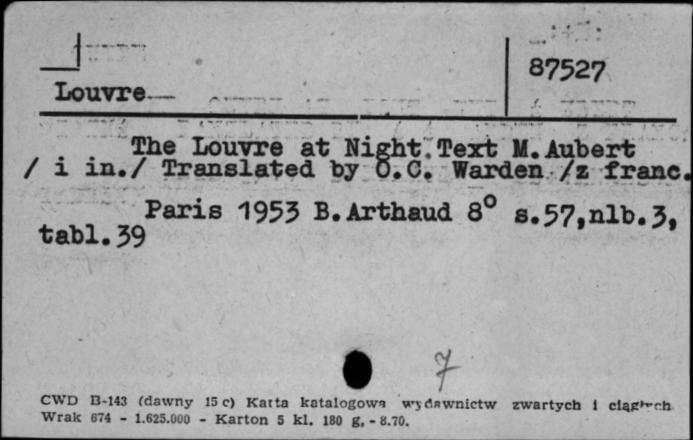 87527
Louvre
The Louvre at Night.Text M.Aubert
/ i in./ Translated by O.C. Warden /z franc.
Paris 1953 B.Arthaud 8° s.57,nlb.3,
tabl.39
7
CWD B-143 (dawny 15 c) Karta katalogowa wydawnictw zwartych i ciągłych
Wrak 674 - 1.625.000 - Karton 5 kl. 180 g. - 8.70.